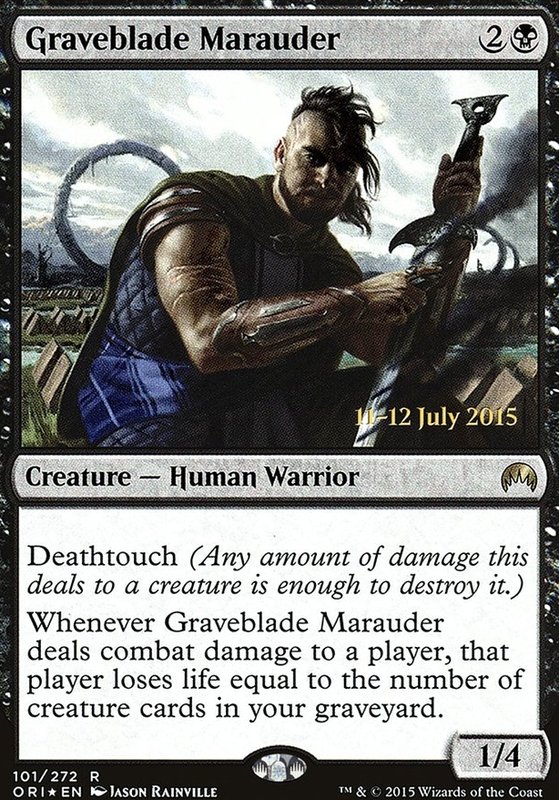 Graveblade Marauder 2
11–12 July 2015
Creature — Human Warrior
Deathtouch (Any amount of damage this
deals to a creature is enough to destroy it.)
Whenever Graveblade Marauder
deals combat damage to a player, that
player loses life equal to the number of
creature cards in your graveyard.
1/4
101/272 R
ORI★EN Jason Rainville
™ & © 2015 Wizards of the Coast